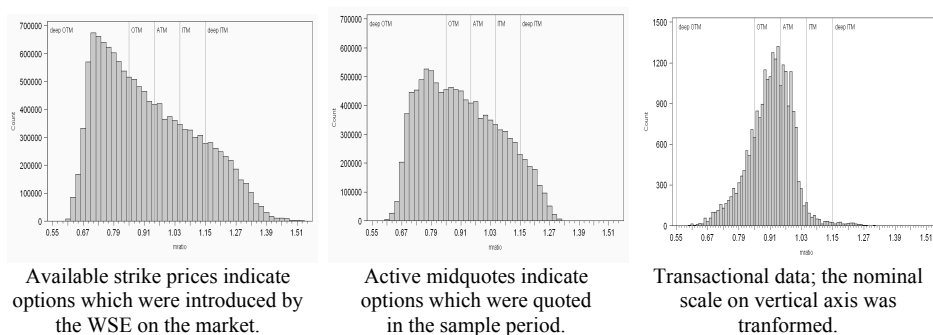 deep OTM OTM ATM ITM deep ITM
700000
600000
500000
400000
300000
200000
100000
0
Count
0.55 0.67 0.79 0.91 1.03 1.15 1.27 1.39 1.51
mratio
Available strike prices indicate
options which were introduced by
the WSE on the market.
deep OTM OTM ATM ITM deep ITM
700000
600000
500000
400000
300000
200000
100000
0
Count
0.55 0.67 0.79 0.91 1.03 1.15 1.27 1.39 1.51
mratio
Active midquotes indicate
options which were quoted
in the sample period.
deep OTM OTM ATM ITM deep ITM
1500
1200
900
600
300
0
Count
0.55 0.67 0.79 0.91 1.03 1.15 1.27 1.39 1.51
mratio
Transactional data; the nominal
scale on vertical axis was
tranformed.